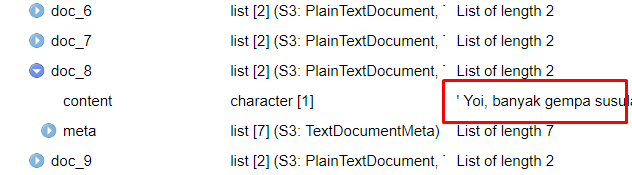 doc_6 list [2] (S3: PlainTextDocument, List of length 2
doc_7 list [2] (S3: PlainTextDocument, List of length 2
doc_8 list [2] (S3: PlainTextDocument, List of length 2
content character [1] ' Yoi, banyak gempa
meta list [7] (S3: TextDocumentMeta) List of length 7
doc_9 list [2] (S3: PlainTextDocument, List of length 2